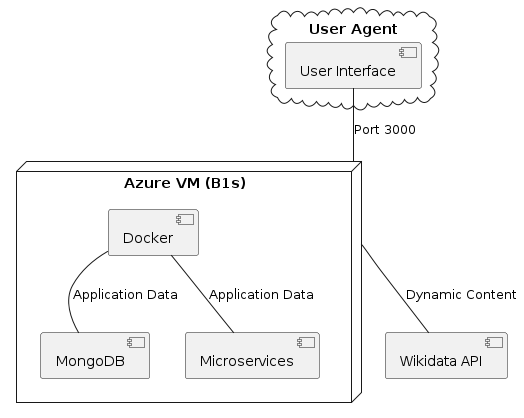 User Agent
User Interface
Port 3000
Azure VM (B1s)
Docker
Application Data
Application Data
Dynamic Content
MongoDB
Microservices
Wikidata API